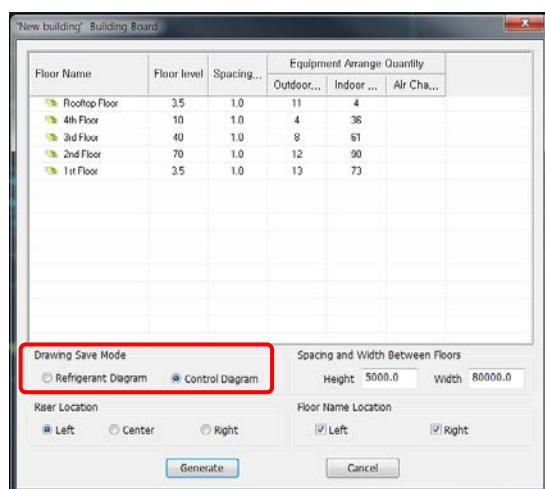 'New building' Building Board
Equipment Arrange Quantity
Floor Name Floor level Spacing...
Outdoor,,, Indoor ,,, Air Cha,,,
Rooftop Floor 3.5 1.0 11 4
4th Floor 10 1.0 4 36
3rd Floor 40 1.0 8 61
2nd Floor 70 1.0 12 90
1st Floor 3.5 1.0 13 73
Drawing Save Mode Spacing and Width Between Floors
Refrigerant Diagram Control Diagram Height 5000.0 Width 80000.0
Riser Location Floor Name Location
Left Center Right Left Right
Generate Cancel